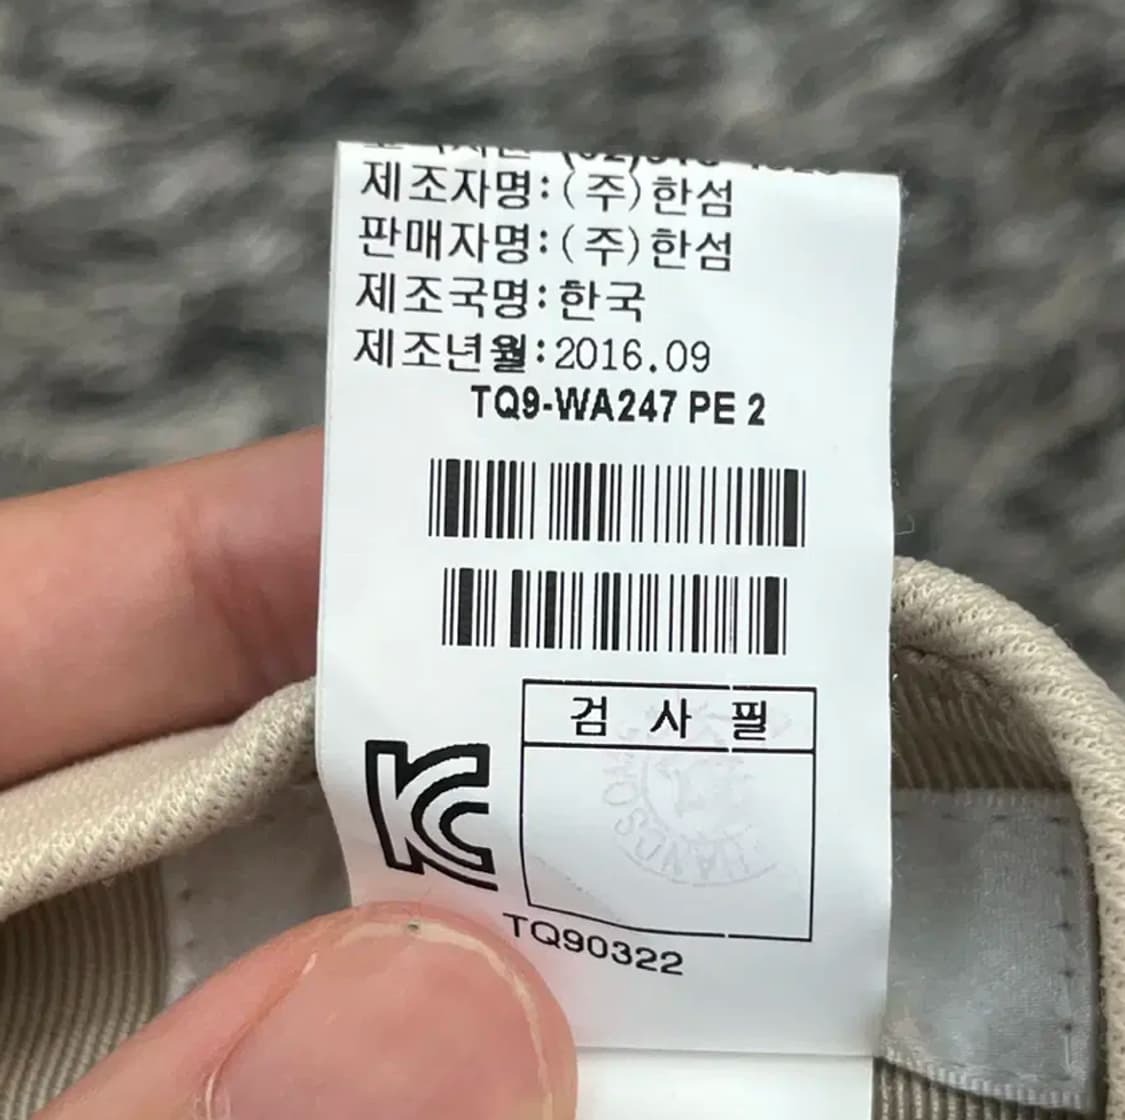 제조자명:(주)한섬
판매자명:(주)한섬
제조국명:한국
제조년월:2016.09
TQ9-WA247 PE 2
검 사 필
KC
TQ90322